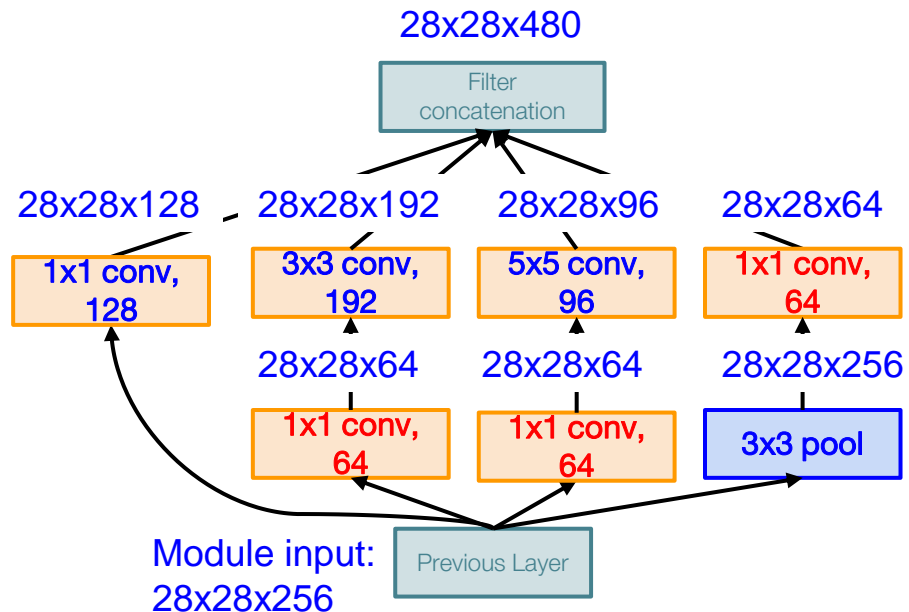 28x28x480
Filter
concatenation
28x28x128
28x28x192
28x28x96
28x28x64
1x1 conv,
128
3x3 conv,
192
5x5 conv,
96
1x1 conv,
64
28x28x64
28x28x64
28x28x256
1x1 conv,
64
1x1 conv,
64
3x3 pool
Module input:
28x28x256
Previous Layer